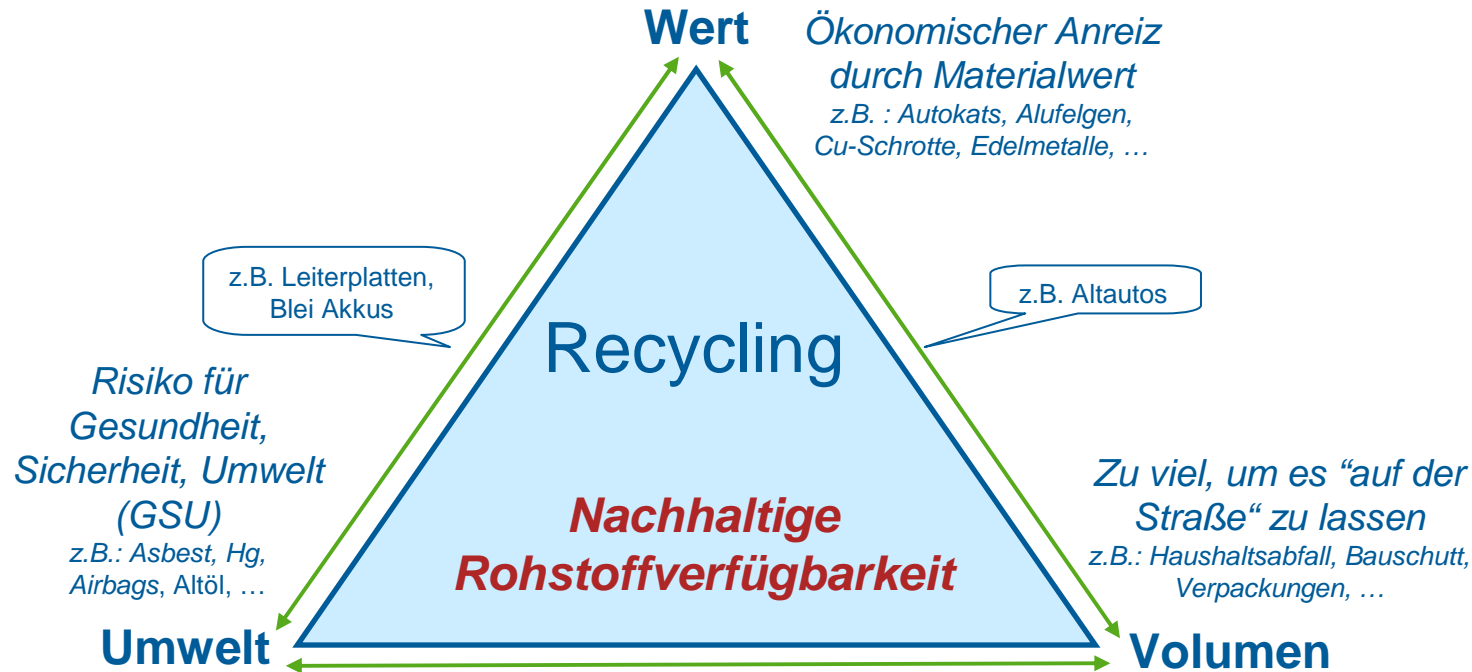 Wert
Ökonomischer Anreiz
durch Materialwert
z.B. : Autokats, Alufelgen,
Cu-Schrotte, Edelmetalle, …
z.B. Leiterplatten,
Blei Akkus
z.B. Altautos
Recycling
Risiko für
Gesundheit,
Sicherheit, Umwelt
(GSU)
z.B.: Asbest, Hg,
Airbags, Altöl, …
Nachhaltige
Rohstoffverfügbarkeit
Zu viel, um es “auf der
Straße“ zu lassen
z.B.: Haushaltsabfall, Bauschutt,
Verpackungen, …
Umwelt
Volumen